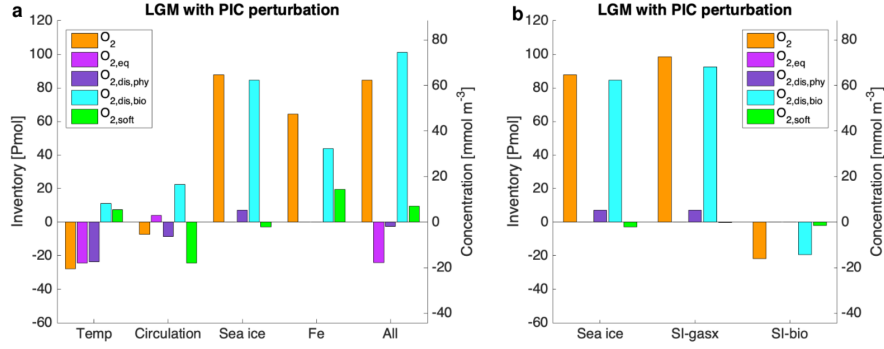 a
LGM with PIC perturbation
Inventory [Pmol]
120
100
80
60
40
20
0
-20
-40
-60
O2
O2,eq
O2,dis,phy
O2,dis,bio
O2,soft
Temp Circulation Sea ice Fe All
80
60
40
20
0
-20
-40
Concentration [mmol m-3]
b
LGM with PIC perturbation
Inventory [Pmol]
120
100
80
60
40
20
0
-20
-40
-60
O2
O2,eq
O2,dis,phy
O2,dis,bio
O2,soft
Sea ice SI-gasx SI-bio
80
60
40
20
0
-20
-40
Concentration [mmol m-3]